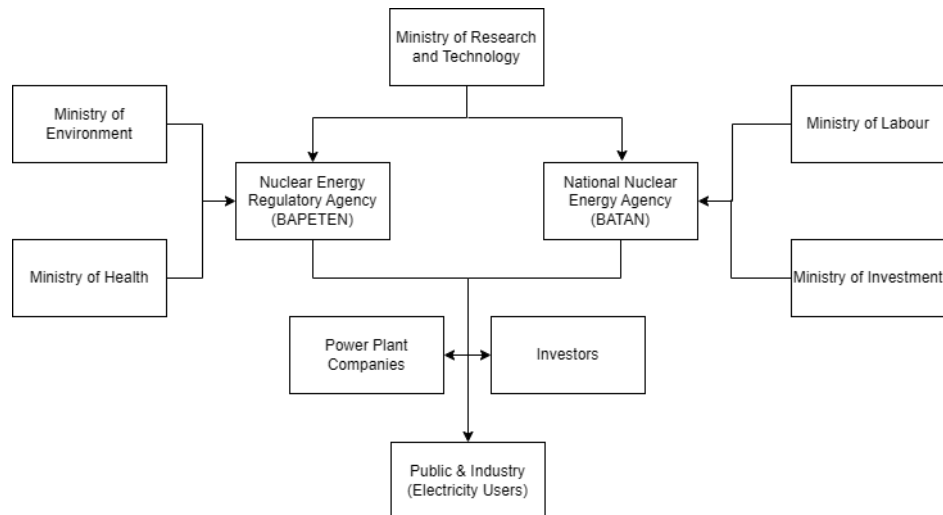 Ministry of Research
and Technology
Ministry of
Environment
Ministry of Labour
Nuclear Energy
Regulatory Agency
(BAPETEN)
National Nuclear
Energy Agency
(BATAN)
Ministry of Health
Ministry of Investment
Power Plant
Companies
Investors
Public & Industry
(Electricity Users)